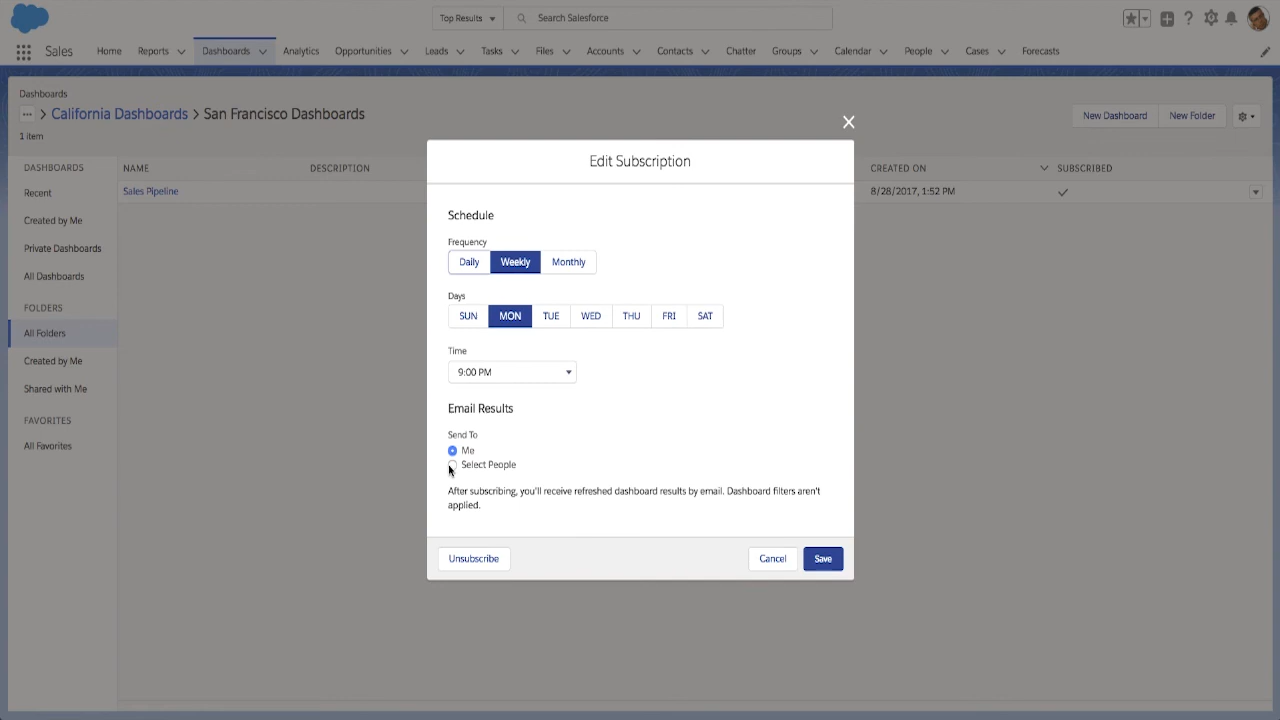 Top Results
Search Salesforce
Sales
Home Reports Dashboards Analytics Opportunities Leads Tasks Files Accounts Contacts Chatter Groups Calendar People Cases Forecasts
Dashboards
... > California Dashboards > San Francisco Dashboards
New Dashboard New Folder
1 item
DASHBOARDS
Recent
Created by Me
Private Dashboards
All Dashboards
FOLDERS
All Folders
Created by Me
Shared with Me
FAVORITES
All Favorites
NAME DESCRIPTION CREATED ON SUBSCRIBED
Sales Pipeline 8/28/2017, 1:52 PM
Edit Subscription
Schedule
Frequency
Daily Weekly Monthly
Days
SUN MON TUE WED THU FRI SAT
Time
9:00 PM
Email Results
Send To
Me
Select People
After subscribing, you'll receive refreshed dashboard results by email. Dashboard filters aren't
applied.
Unsubscribe Cancel Save